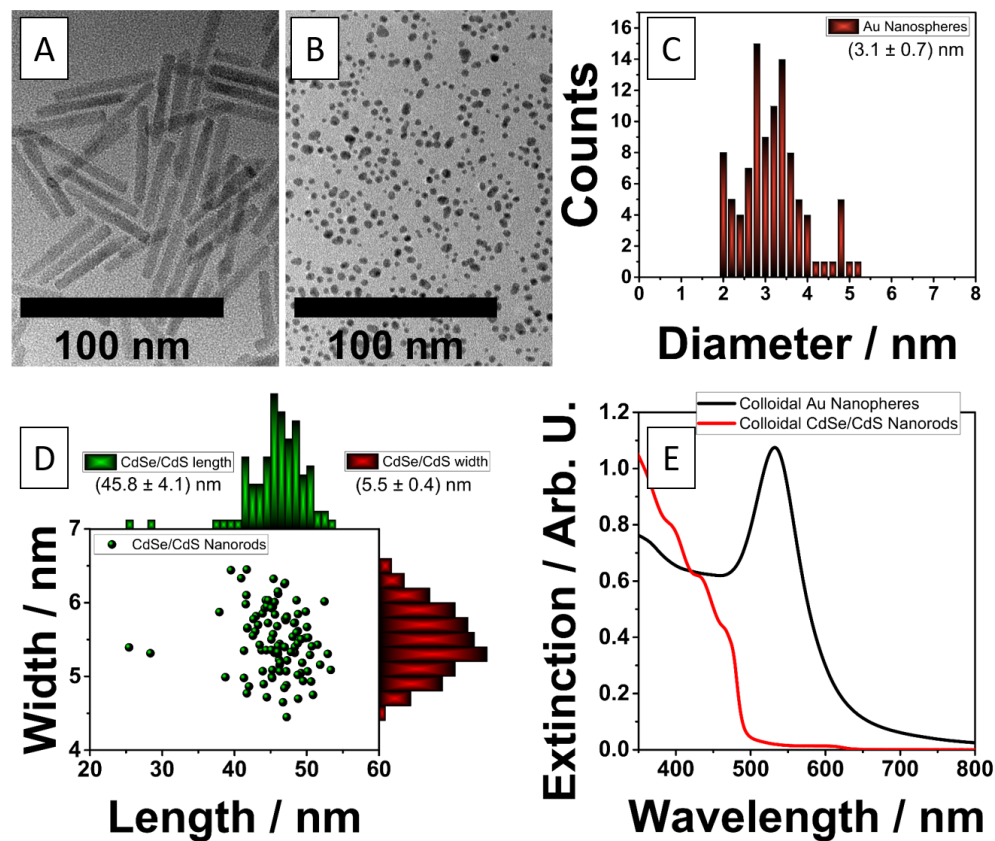 A
100 nm
B
100 nm
C
Au Nanospheres
(3.1 ± 0.7) nm
Counts
16
14
12
10
8
6
4
2
0
0 1 2 3 4 5 6 7 8
Diameter / nm
D
CdSe/CdS length
(45.8 ± 4.1) nm
CdSe/CdS width
(5.5 ± 0.4) nm
CdSe/CdS Nanorods
Width / nm
7
6
5
4
20 30 40 50 60
Length / nm
E
Colloidal Au Nanopheres
Colloidal CdSe/CdS Nanorods
Extinction / Arb. U.
1.2
1.0
0.8
0.6
0.4
0.2
0.0
400 500 600 700 800
Wavelength / nm